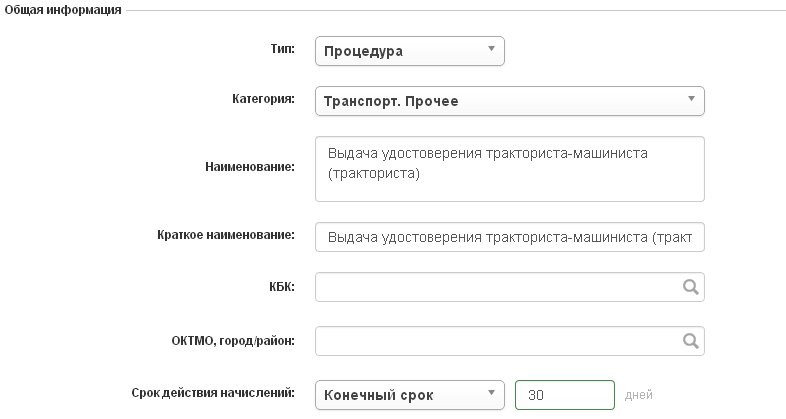 Общая информация
Тип: Процедура
Категория: Транспорт. Прочее
Наименование: Выдача удостоверения тракториста-машиниста
(тракториста)
Краткое наименование: Выдача удостоверения тракториста-машиниста (тракт
КБК:
ОКТМО, город/район:
Срок действия начислений: Конечный срок 30 дней